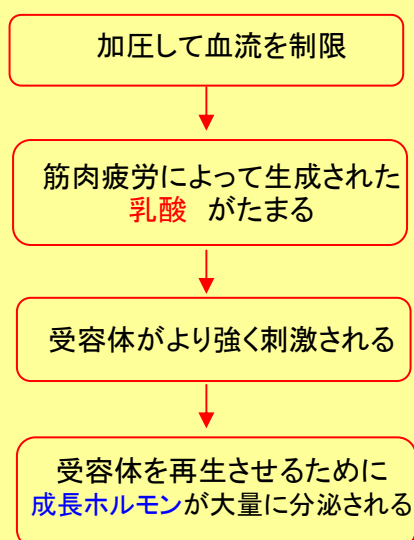 加圧して血流を制限
筋肉疲労によって生成された
乳酸 がたまる
受容体がより強く刺激される
受容体を再生させるために
成長ホルモンが大量に分泌される